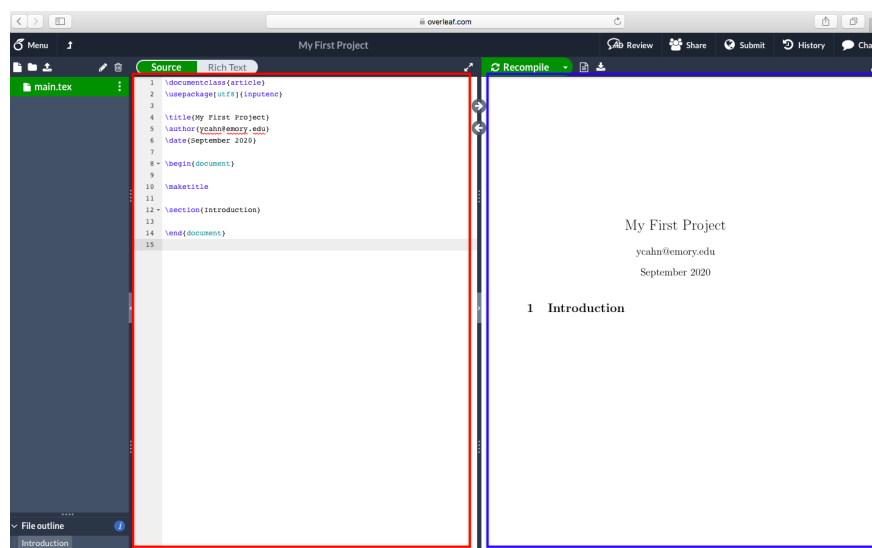 overleaf.com
Menu
My First Project
Review
Share
Submit
History
Cha
Source Rich Text
Recompile
main.tex
1 \documentclass{article}
2 \usepackage[utf8]{inputenc}
3
4 \title{My First Project}
5 \author{ycahn@emory.edu}
6 \date{September 2020}
7
8 \begin{document}
9
10 \maketitle
11
12 \section{Introduction}
13
14 \end{document}
15
My First Project
ycahn@emory.edu
September 2020
1 Introduction
File outline
Introduction